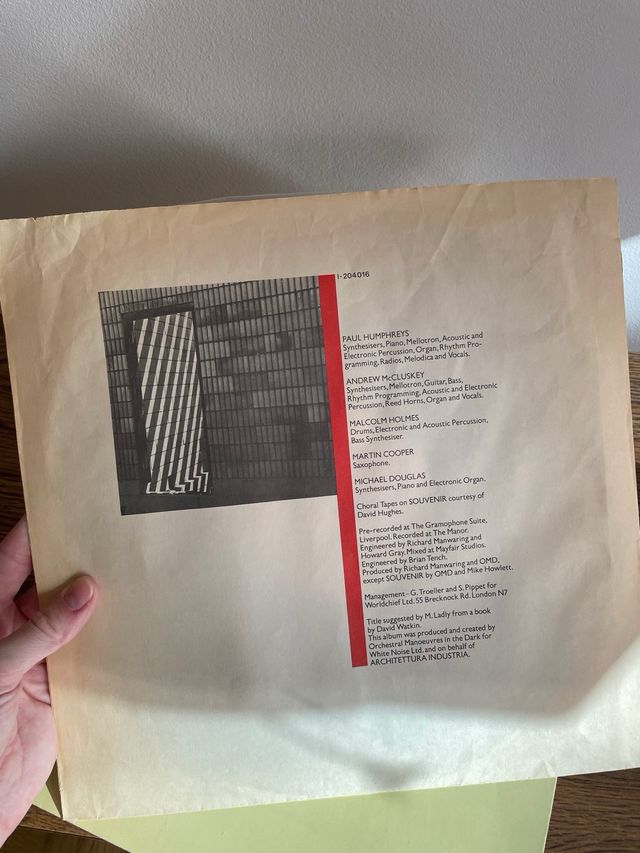 I-204016
PAUL HUMPHREYS
Synthesisers, Piano, Mellotron, Acoustic and
Electronic Percussion, Organ, Rhythm Pro-
gramming, Radios, Melodica and Vocals.
ANDREW McCLUSKEY
Synthesisers, Mellotron, Guitar, Bass,
Rhythm Programming, Acoustic and Electronic
Percussion, Reed Horns, Organ and Vocals.
MALCOLM HOLMES
Drums, Electronic and Acoustic Percussion,
Bass Synthesiser.
MARTIN COOPER
Saxophone.
MICHAEL DOUGLAS
Synthesisers, Piano and Electronic Organ.
Choral Tapes on SOUVENIR courtesy of
David Hughes.
Pre-recorded at The Gramophone Suite,
Liverpool. Recorded at The Manor.
Engineered by Richard Manwaring and
Howard Gray. Mixed at Mayfair Studios.
Engineered by Brian Tench.
Produced by Richard Manwaring and OMD,
except SOUVENIR by OMD and Mike Howlett.
Management–G. Troeller and S. Pippet for
Worldchief Ltd. 55 Brecknock Rd. London N7
Title suggested by M. Ladly from a book
by David Watkin.
This album was produced and created by
Orchestral Manoeuvres in the Dark for
White Noise Ltd. and on behalf of
ARCHITETTURA INDUSTRIA.